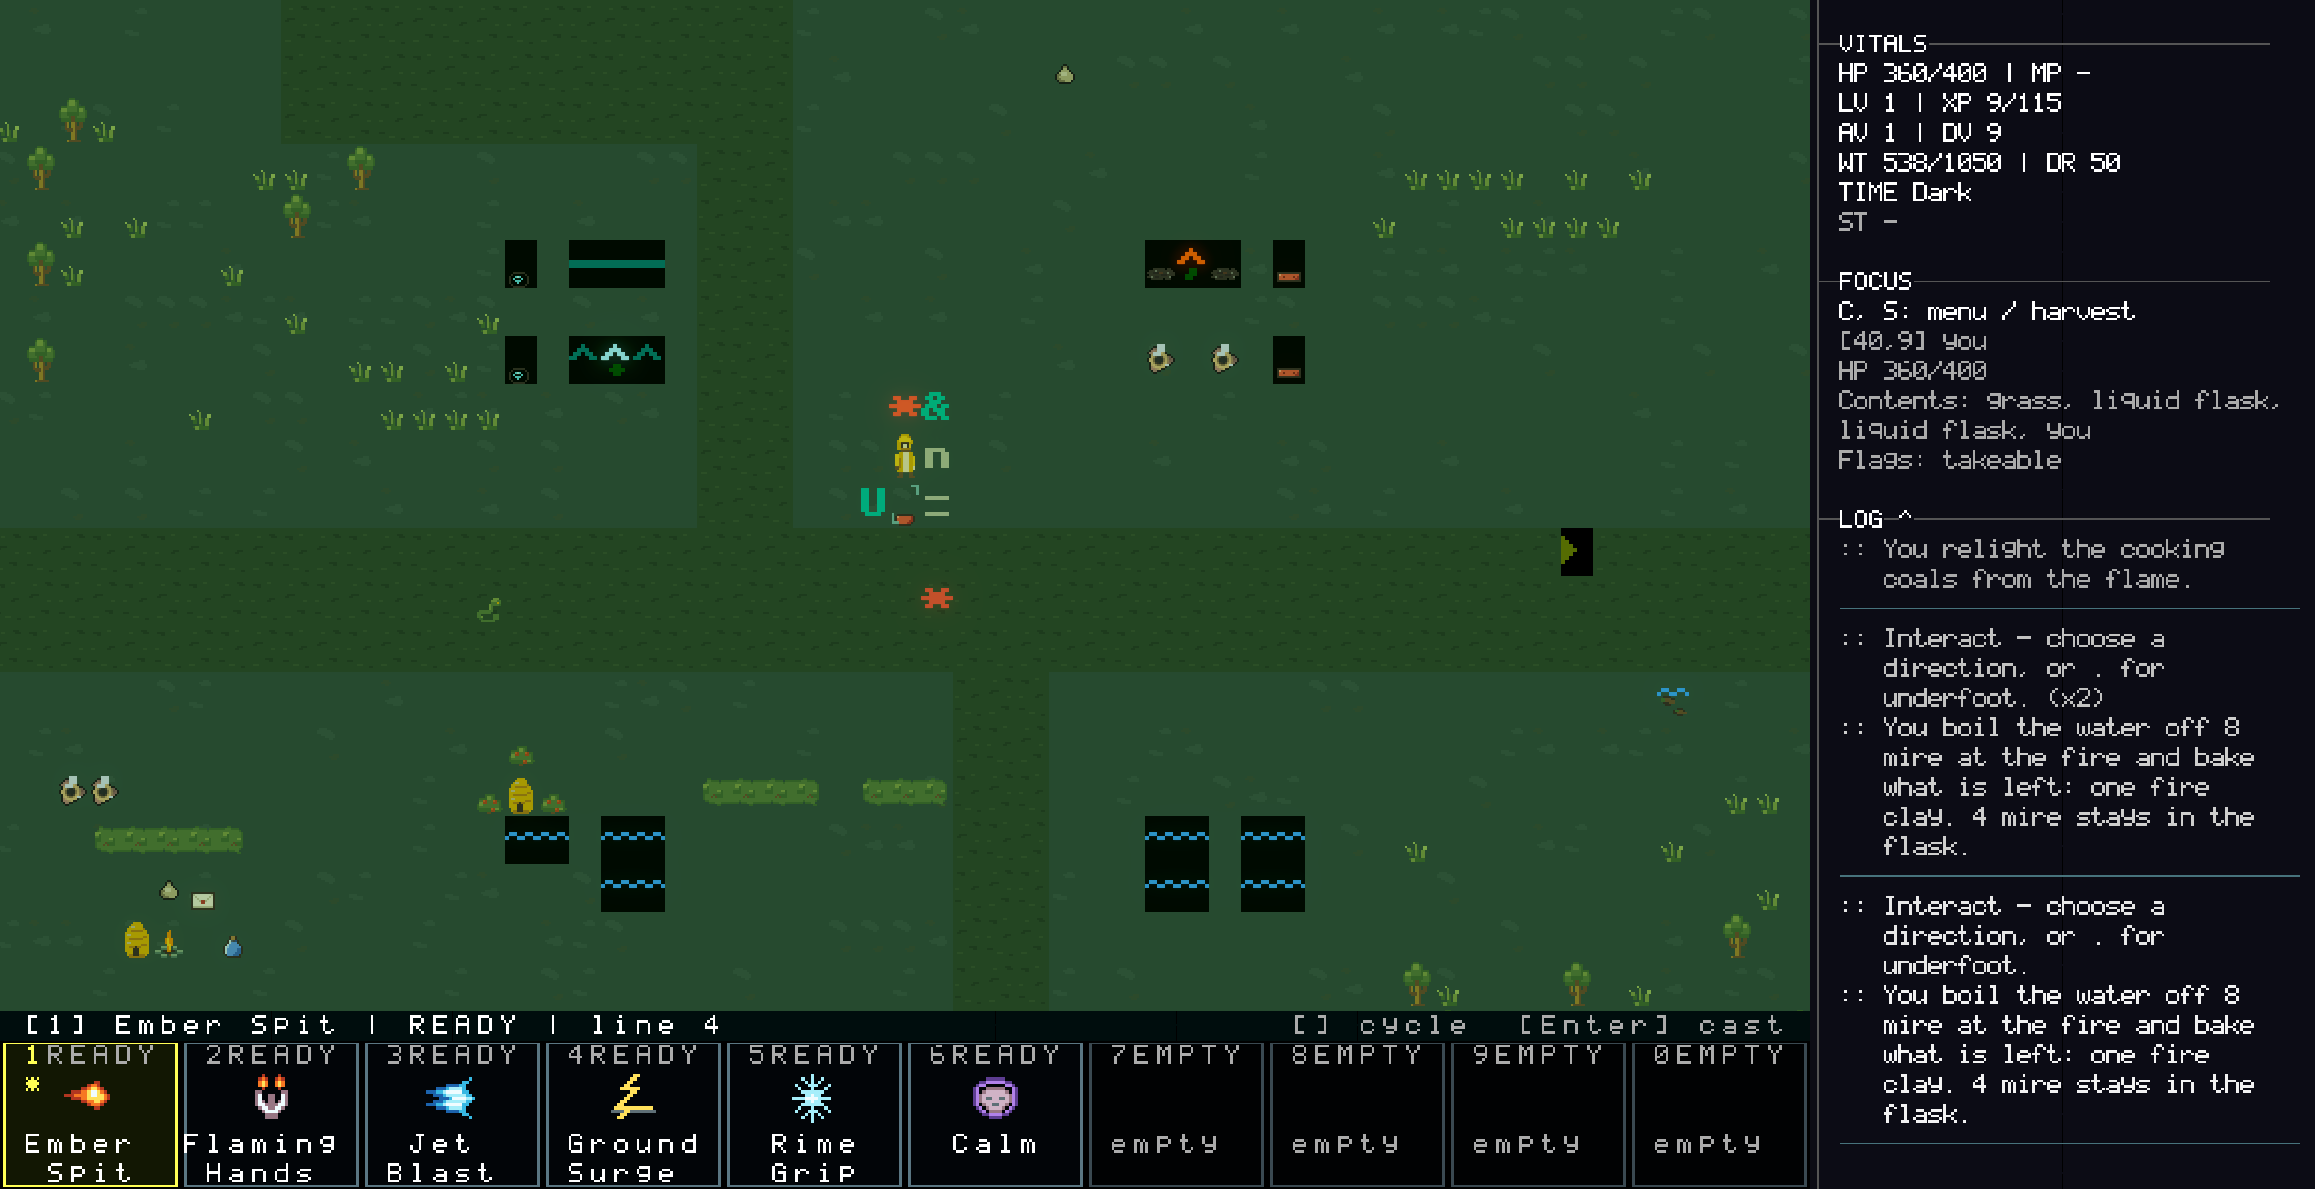 VITALS
HP 360/400 | MP -
LV 1 | XP 9/115
AV 1 | DV 9
WT 538/1050 | DR 50
TIME Dark
ST -
FOCUS
C, S: menu / harvest
[40,9] you
HP 360/400
Contents: grass, liquid flask,
liquid flask, you
Flags: takeable
LOG ^
:: You relight the cooking
coals from the flame.
:: Interact - choose a
direction, or . for
underfoot. (x2)
:: You boil the water off 8
mire at the fire and bake
what is left: one fire
clay. 4 mire stays in the
flask.
:: Interact - choose a
direction, or . for
underfoot.
:: You boil the water off 8
mire at the fire and bake
what is left: one fire
clay. 4 mire stays in the
flask.
&
n
U =
[1] Ember Spit | READY | line 4 [] cycle [Enter] cast
1READY 2READY 3READY 4READY 5READY 6READY 7EMPTY 8EMPTY 9EMPTY 0EMPTY
Ember Flaming Jet Ground Rime Calm empty empty empty empty
Spit Hands Blast Surge Grip